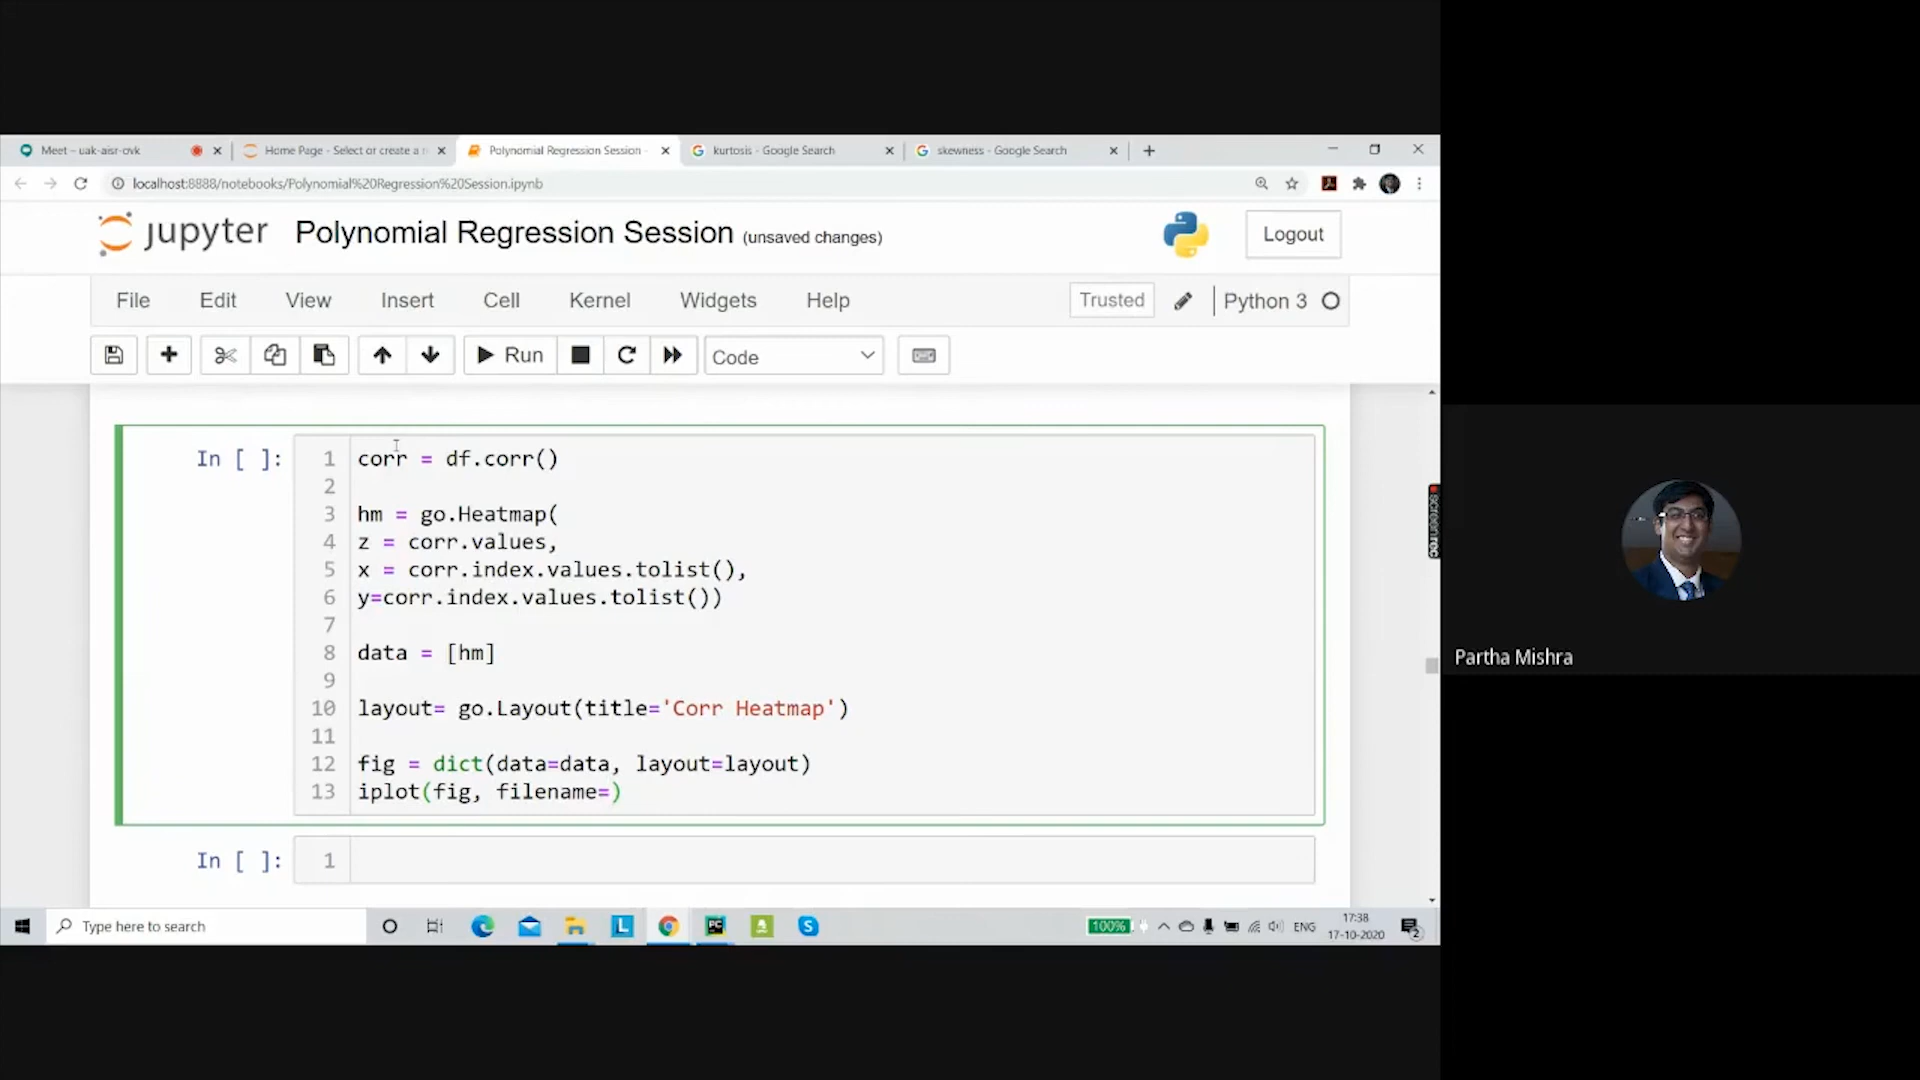 Meet – uak-aisr-ovk
Home Page - Select or create a n
Polynomial Regression Session -
kurtosis - Google Search
skewness - Google Search
localhost:8888/notebooks/Polynomial%20Regression%20Session.ipynb
jupyter
Polynomial Regression Session (unsaved changes)
Logout
File
Edit
View
Insert
Cell
Kernel
Widgets
Help
Trusted
Python 3
Run
Code
In [ ]:
1 corr = df.corr()
2
3 hm = go.Heatmap(
4 z = corr.values,
5 x = corr.index.values.tolist(),
6 y=corr.index.values.tolist())
7
8 data = [hm]
9
10 layout= go.Layout(title='Corr Heatmap')
11
12 fig = dict(data=data, layout=layout)
13 iplot(fig, filename=)
In [ ]:
1
screenrec
Partha Mishra
Type here to search
L
PC
S
100%
ENG
17:38
17-10-2020
2